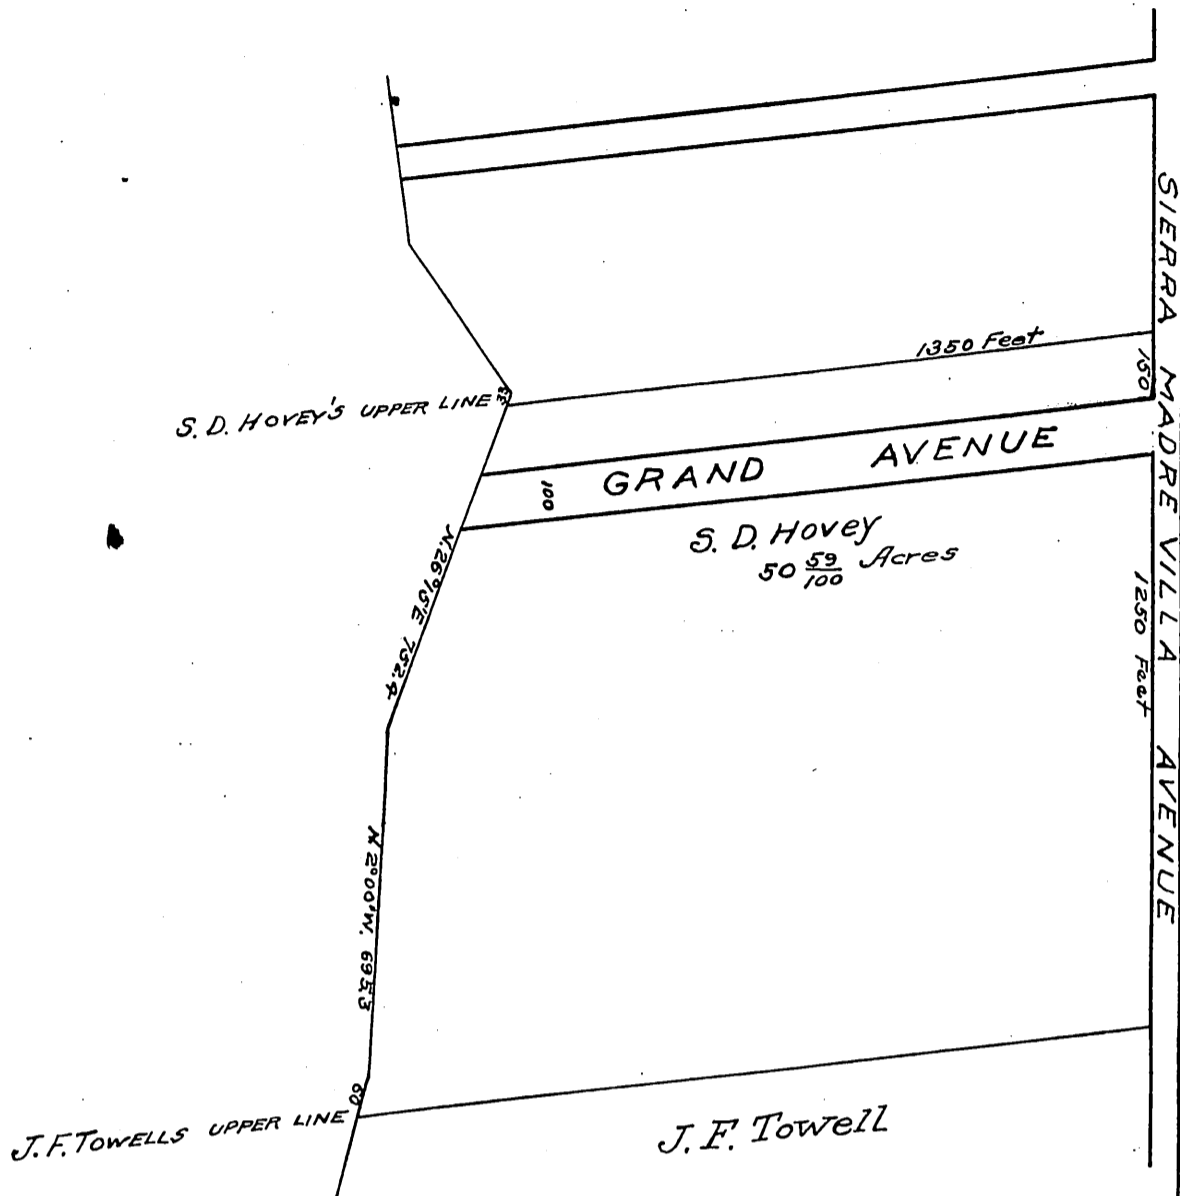 SIERRA MADRE VILLA AVENUE
1350 Feet
150
S. D. HOVEY'S UPPER LINE
33
GRAND AVENUE
100
S. D. Hovey
50 59/100 Acres
N.26°15'E 752.4
1250 Feet
N 2°00'W. 695.3
60
J. F. TOWELLS UPPER LINE
J. F. Towell